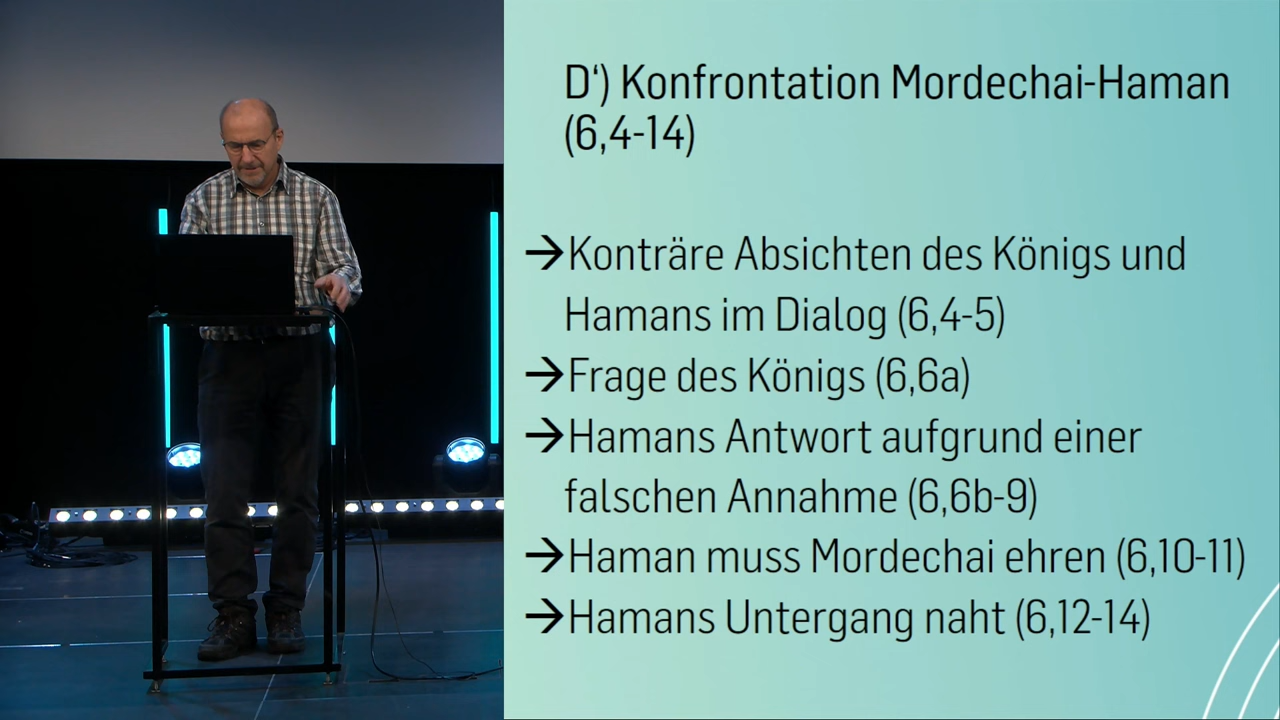 D‘) Konfrontation Mordechai-Haman
(6,4-14)
→Konträre Absichten des Königs und
Hamans im Dialog (6,4-5)
→Frage des Königs (6,6a)
→Hamans Antwort aufgrund einer
falschen Annahme (6,6b-9)
→Haman muss Mordechai ehren (6,10-11)
→Hamans Untergang naht (6,12-14)